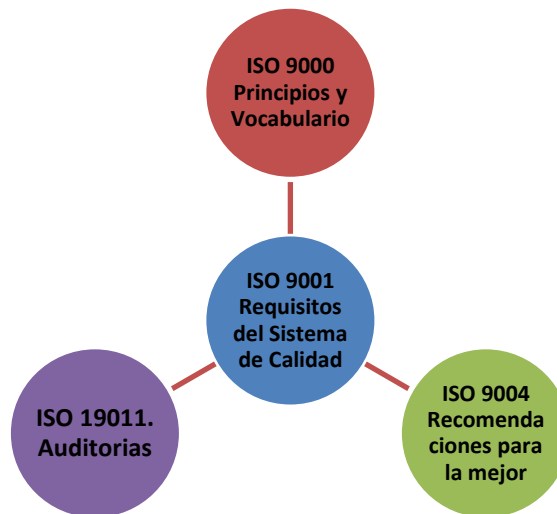 ISO 9000
Principios y
Vocabulario
ISO 9001
Requisitos
del Sistema
de Calidad
ISO 19011.
Auditorias
ISO 9004
Recomenda
ciones para
la mejor